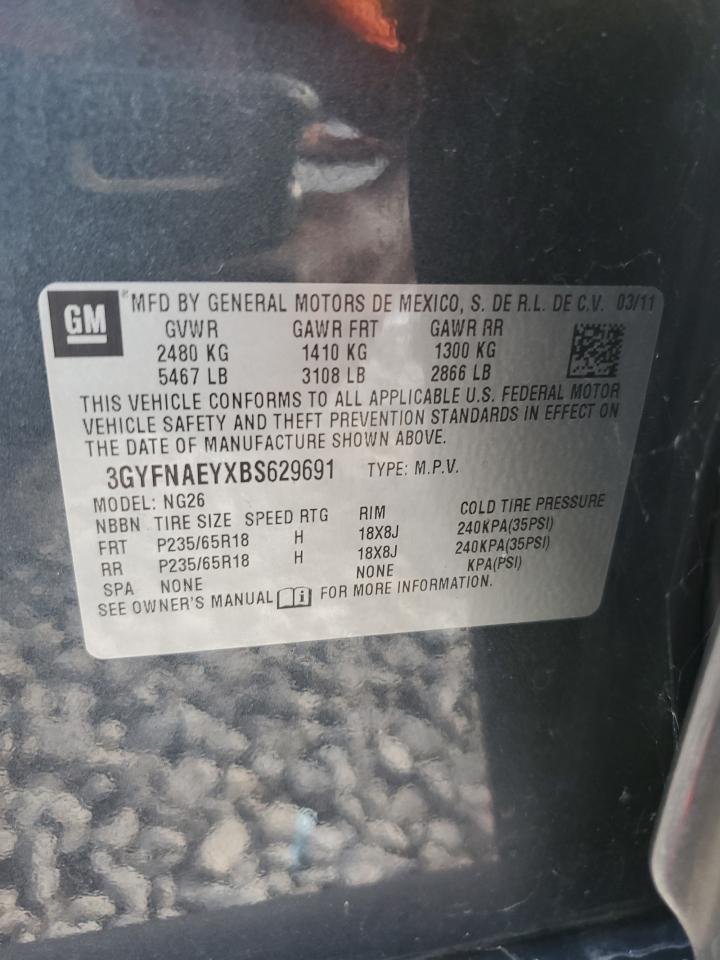 GM
MFD BY GENERAL MOTORS DE MEXICO, S. DE R.L. DE C.V. 03/11
GVWR GAWR FRT GAWR RR
2480 KG 1410 KG 1300 KG
5467 LB 3108 LB 2866 LB
THIS VEHICLE CONFORMS TO ALL APPLICABLE U.S. FEDERAL MOTOR
VEHICLE SAFETY AND THEFT PREVENTION STANDARDS IN EFFECT ON
THE DATE OF MANUFACTURE SHOWN ABOVE.
3GYFNAEYXBS629691 TYPE: M.P.V.
MODEL: NG26
NBBN TIRE SIZE SPEED RTG RIM COLD TIRE PRESSURE
FRT P235/65R18 H 18X8J 240KPA(35PSI)
RR P235/65R18 H 18X8J 240KPA(35PSI)
SPA NONE NONE KPA(PSI)
SEE OWNER'S MANUAL i FOR MORE INFORMATION.